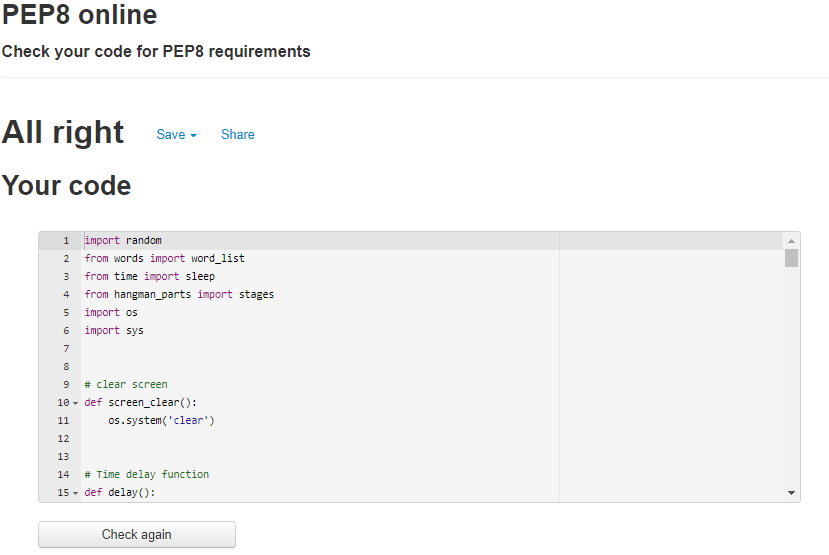 PEP8 online
Check your code for PEP8 requirements
All right Save Share
Your code
1 import random
2 from words import word_list
3 from time import sleep
4 from hangman_parts import stages
5 import os
6 import sys
7
8
9 # clear screen
10 def screen_clear():
11     os.system('clear')
12
13
14 # Time delay function
15 def delay():
Check again